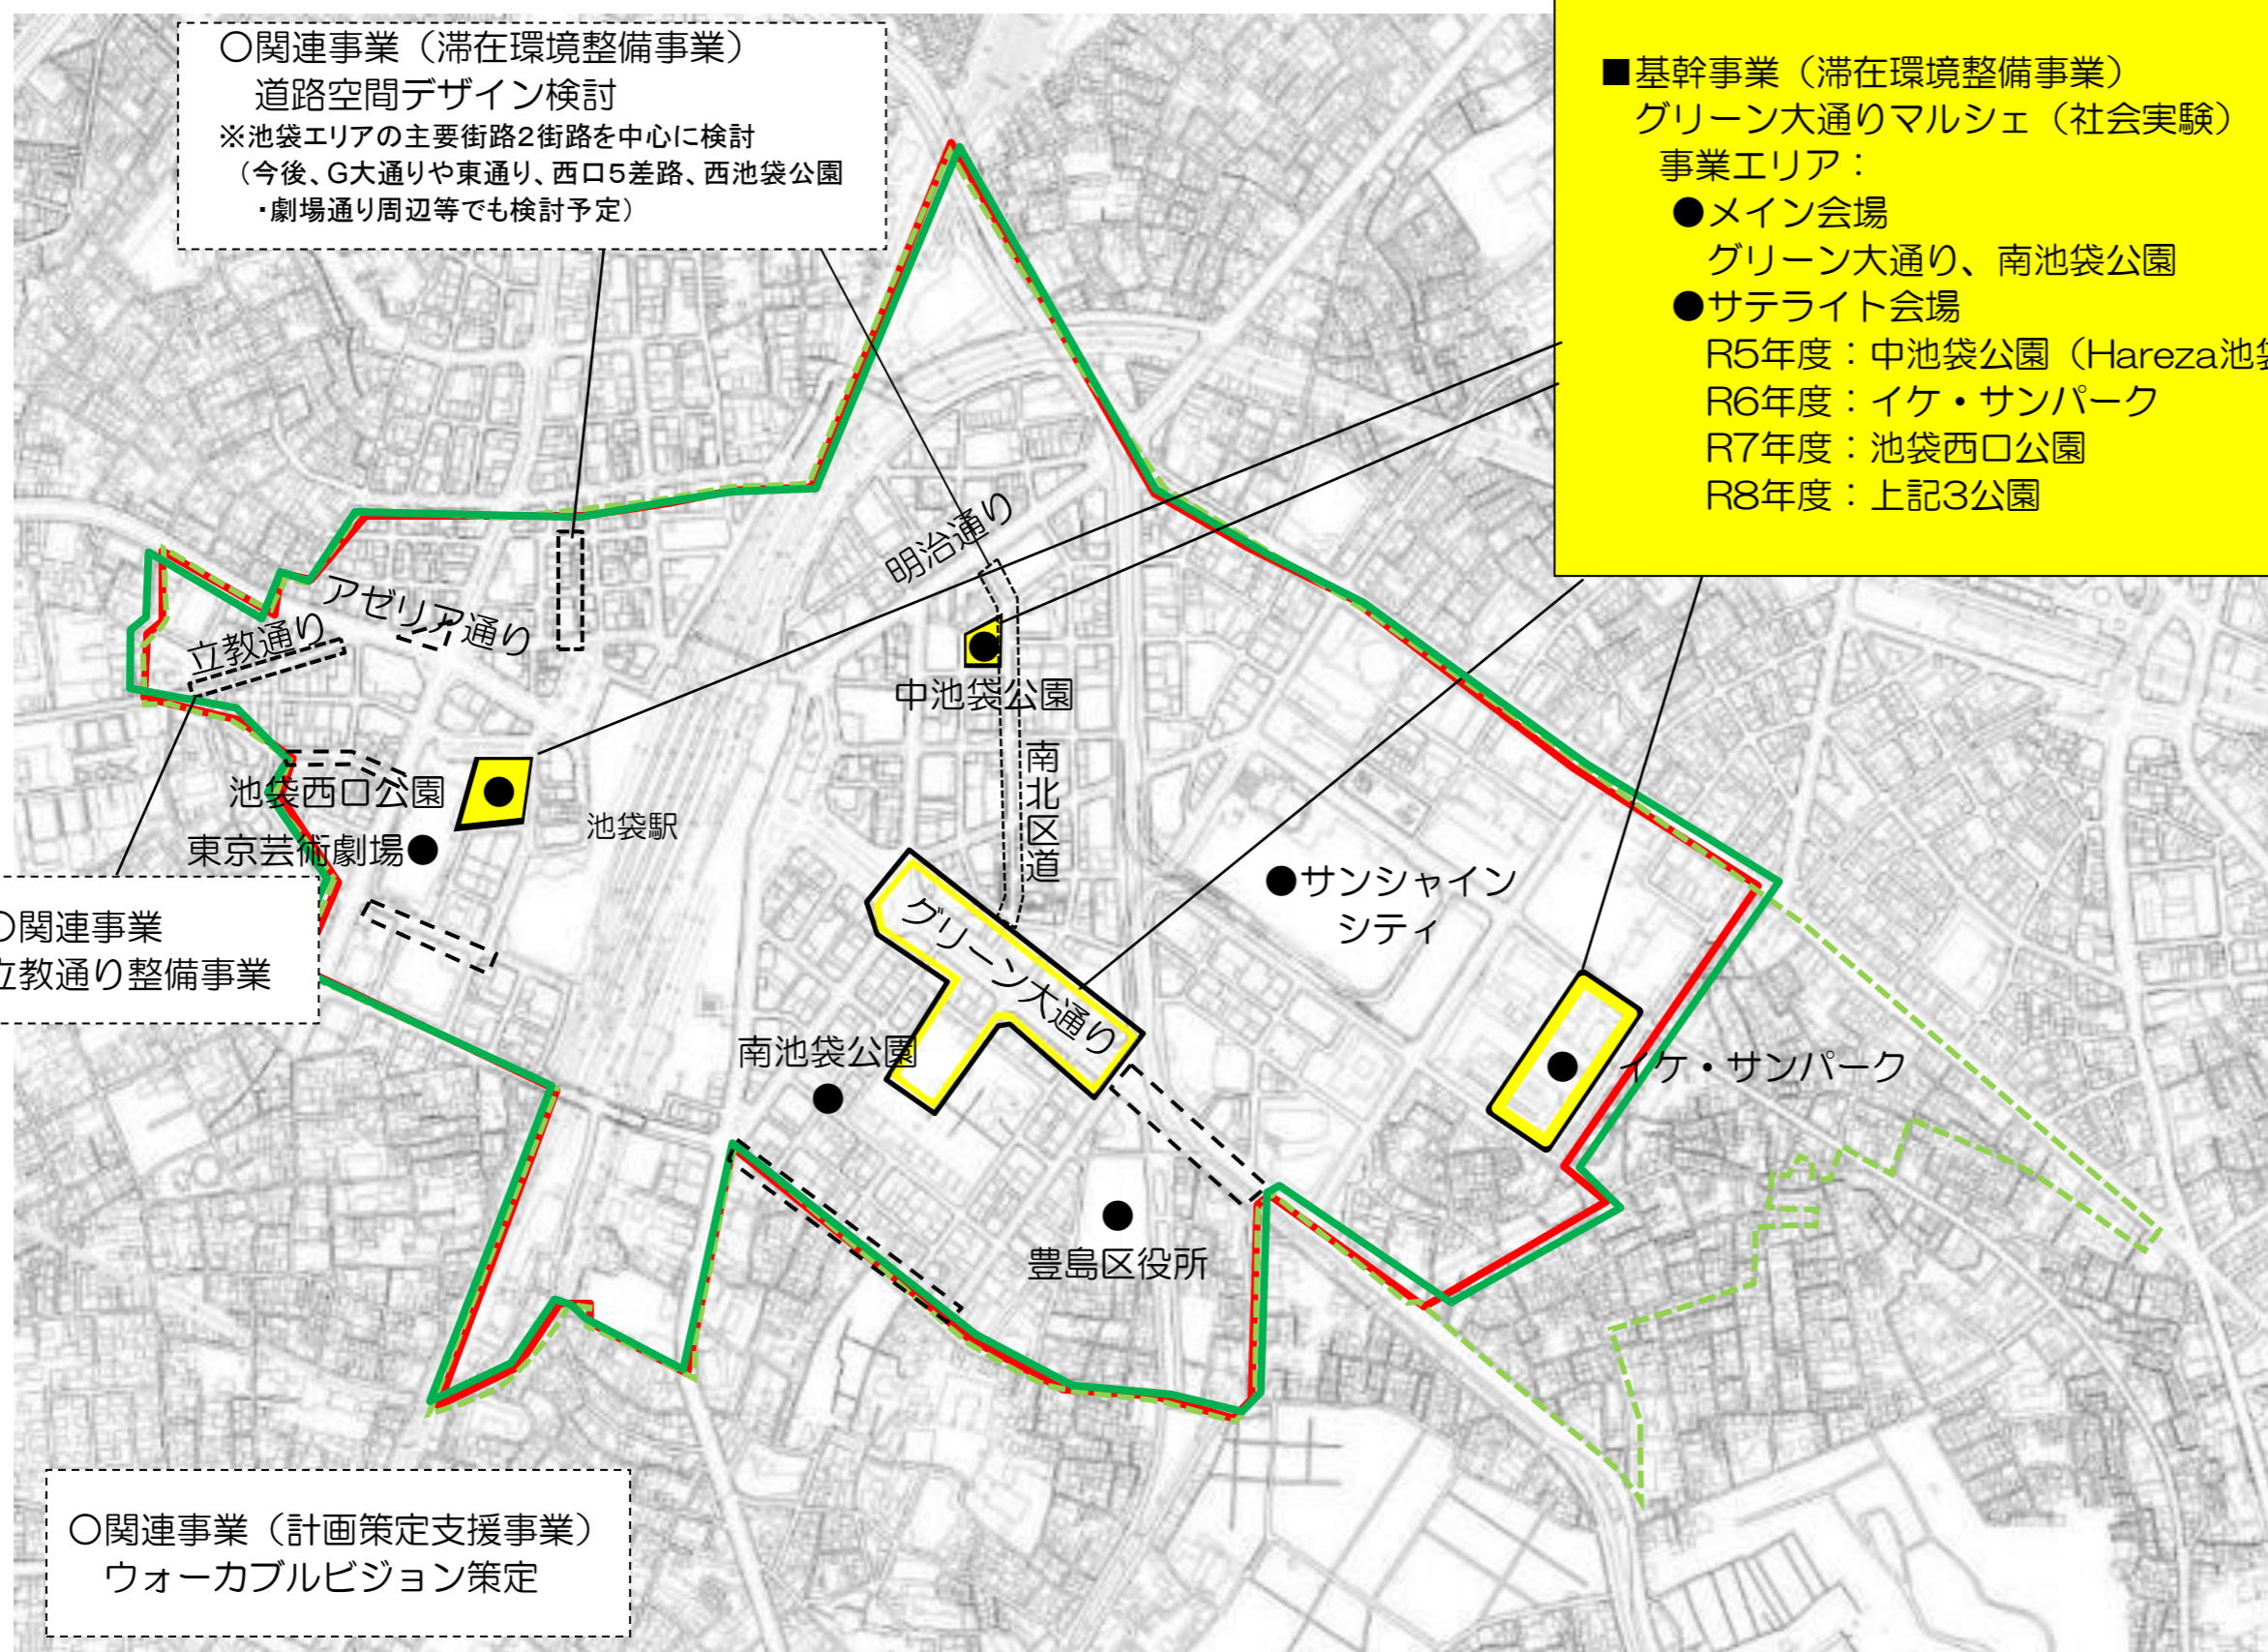 〇関連事業（滞在環境整備事業）
道路空間デザイン検討
※池袋エリアの主要街路2街路を中心に検討
（今後、G大通りや東通り、西口5差路、西池袋公園
・劇場通り周辺等でも検討予定）
■基幹事業（滞在環境整備事業）
グリーン大通りマルシェ（社会実験）
事業エリア：
●メイン会場
グリーン大通り、南池袋公園
●サテライト会場
R5年度：中池袋公園（Hareza池袋
R6年度：イケ・サンパーク
R7年度：池袋西口公園
R8年度：上記3公園
明治通り
アゼリア通り
立教通り
中池袋公園
南北区道
池袋西口公園
池袋駅
東京芸術劇場●
●サンシャイン
シティ
グリーン大通り
〇関連事業
立教通り整備事業
南池袋公園
イケ・サンパーク
豊島区役所
〇関連事業（計画策定支援事業）
ウォーカブルビジョン策定